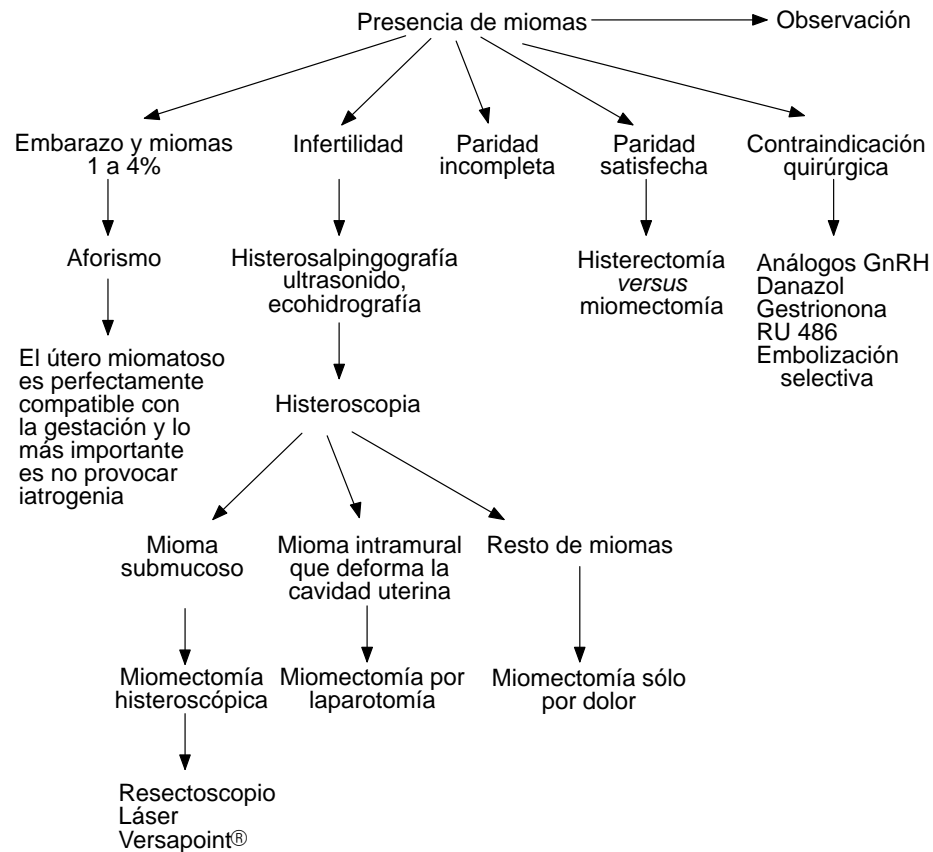 Presencia de miomas
Observación
Embarazo y miomas
1 a 4%
Infertilidad
Paridad
incompleta
Paridad
satisfecha
Contraindicación
quirúrgica
Aforismo
Histerosalpingografía
ultrasonido,
ecohidrografía
Histerectomía
versus
miomectomía
Análogos GnRH
Danazol
Gestrionona
RU 486
Embolización
selectiva
El útero miomatoso
es perfectamente
compatible con
la gestación y lo
más importante
es no provocar
iatrogenia
Histeroscopia
Mioma
submucoso
Mioma intramural
que deforma la
cavidad uterina
Resto de miomas
Miomectomía
histeroscópica
Miomectomía por
laparotomía
Miomectomía sólo
por dolor
Resectoscopio
Láser
Versapoint®